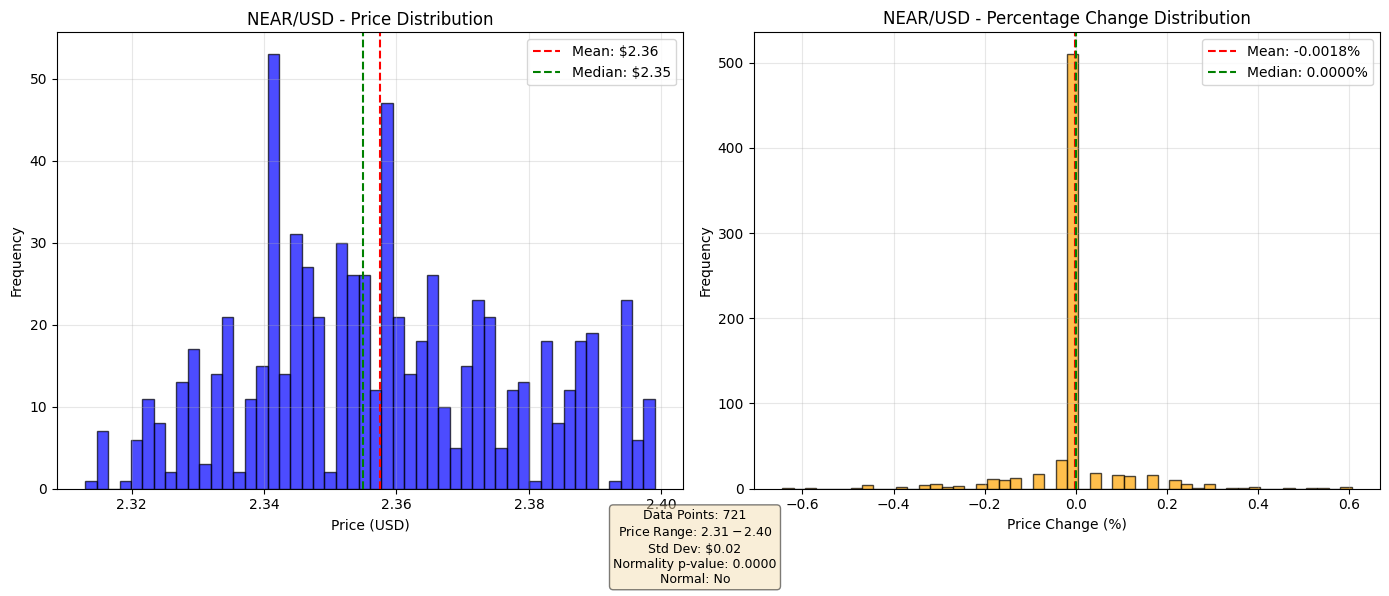 NEAR/USD - Price Distribution
Mean: $2.36
Median: $2.35
Frequency
50
40
30
20
10
0
2.32
2.34
2.36
2.38
2.40
Price (USD)
NEAR/USD - Percentage Change Distribution
Mean: -0.0018%
Median: 0.0000%
Frequency
500
400
300
200
100
0
−0.6
−0.4
−0.2
0.0
0.2
0.4
0.6
Price Change (%)
Data Points: 721
Price Range: 2.31 − 2.40
Std Dev: $0.02
Normality p-value: 0.0000
Normal: No